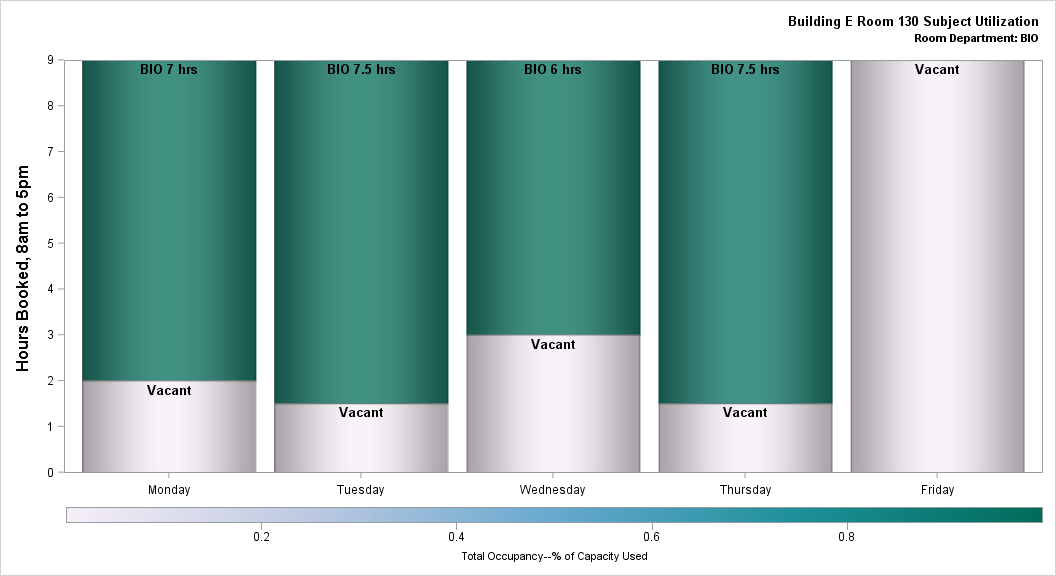 Building E Room 130 Subject Utilization
Room Department: BIO
Hours Booked, 8am to 5pm
9
8
7
6
5
4
3
2
1
0
BIO 7 hrs
BIO 7.5 hrs
BIO 6 hrs
BIO 7.5 hrs
Vacant
Vacant
Vacant
Vacant
Vacant
Monday
Tuesday
Wednesday
Thursday
Friday
0.2
0.4
0.6
0.8
Total Occupancy--% of Capacity Used